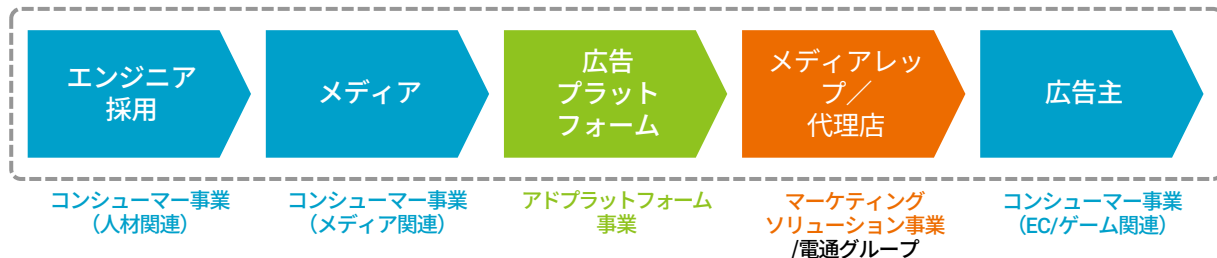 エンジニア
採用
メディア
広告
プラット
フォーム
メディアレッ
プ／
代理店
広告主
コンシューマー事業
（人材関連）
コンシューマー事業
（メディア関連）
アドプラットフォーム
事業
マーケティング
ソリューション事業
/電通グループ
コンシューマー事業
（EC/ゲーム関連）